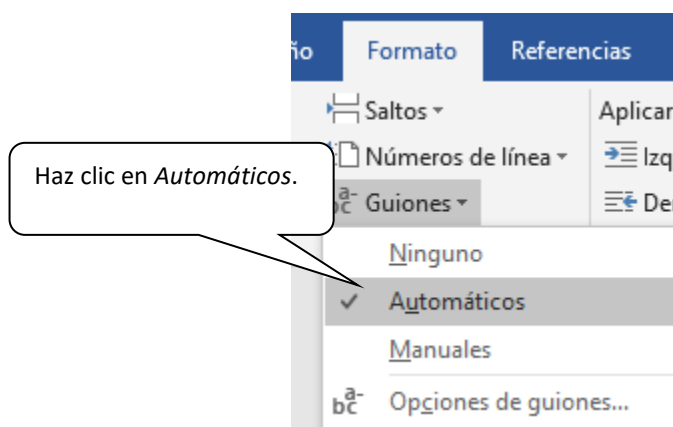 ño Formato Referencias
Saltos Aplicar
Números de línea Izq
Haz clic en Automáticos.
Guiones De
Ninguno
Automáticos
Manuales
Opciones de guiones...